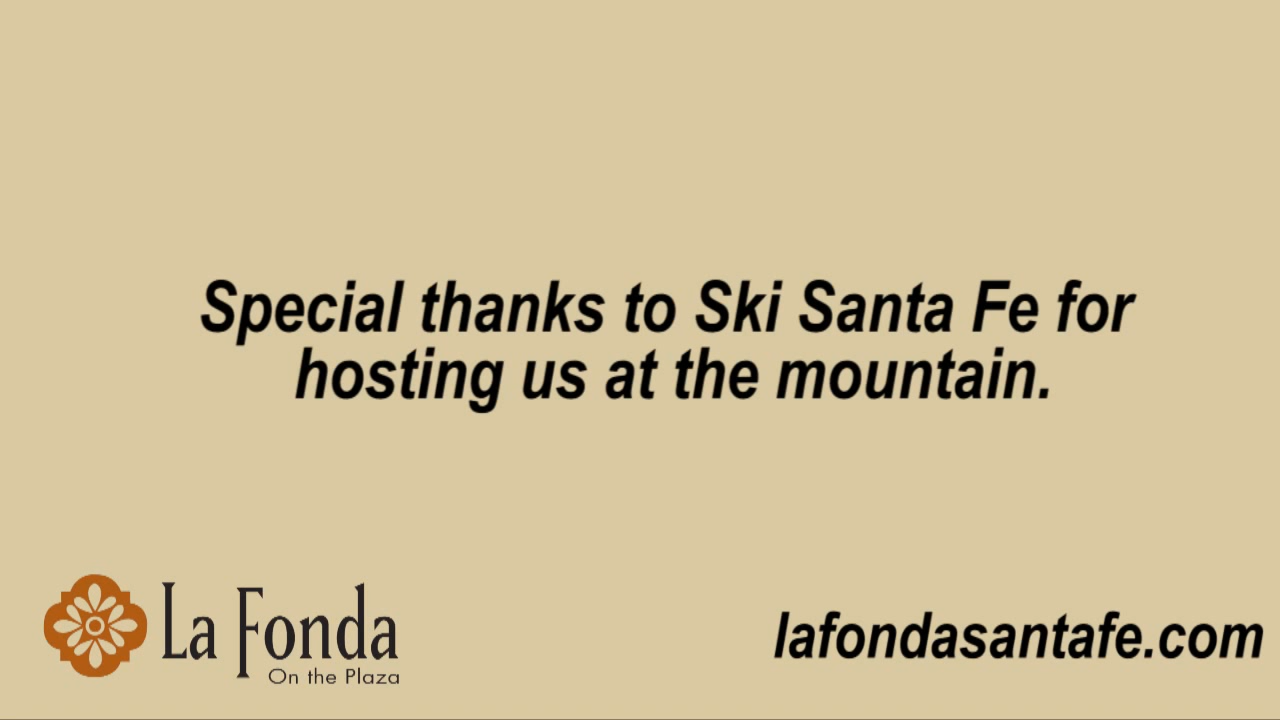 Special thanks to Ski Santa Fe for
hosting us at the mountain.
La Fonda
On the Plaza
lafondasantafe.com